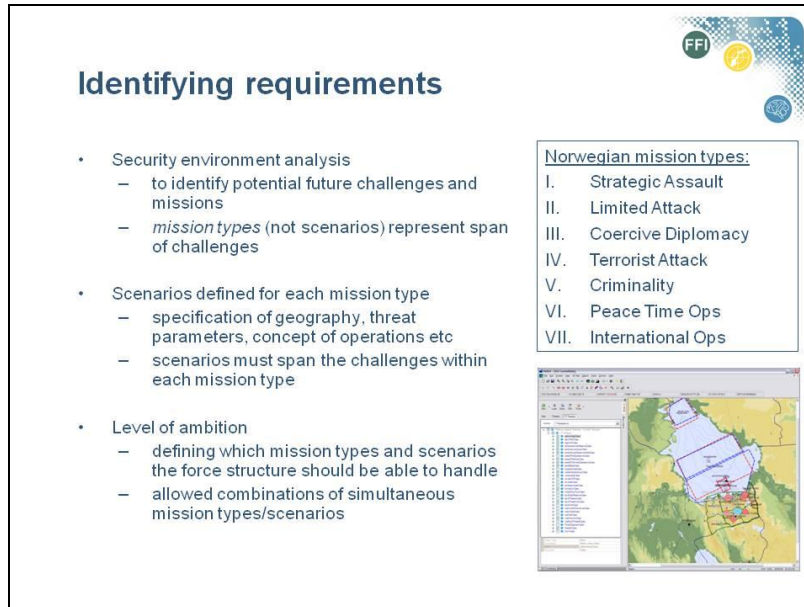 FFI
Identifying requirements
• Security environment analysis
– to identify potential future challenges and
missions
– mission types (not scenarios) represent span
of challenges
• Scenarios defined for each mission type
– specification of geography, threat
parameters, concept of operations etc
– scenarios must span the challenges within
each mission type
• Level of ambition
– defining which mission types and scenarios
the force structure should be able to handle
– allowed combinations of simultaneous
mission types/scenarios
Norwegian mission types:
I. Strategic Assault
II. Limited Attack
III. Coercive Diplomacy
IV. Terrorist Attack
V. Criminality
VI. Peace Time Ops
VII. International Ops